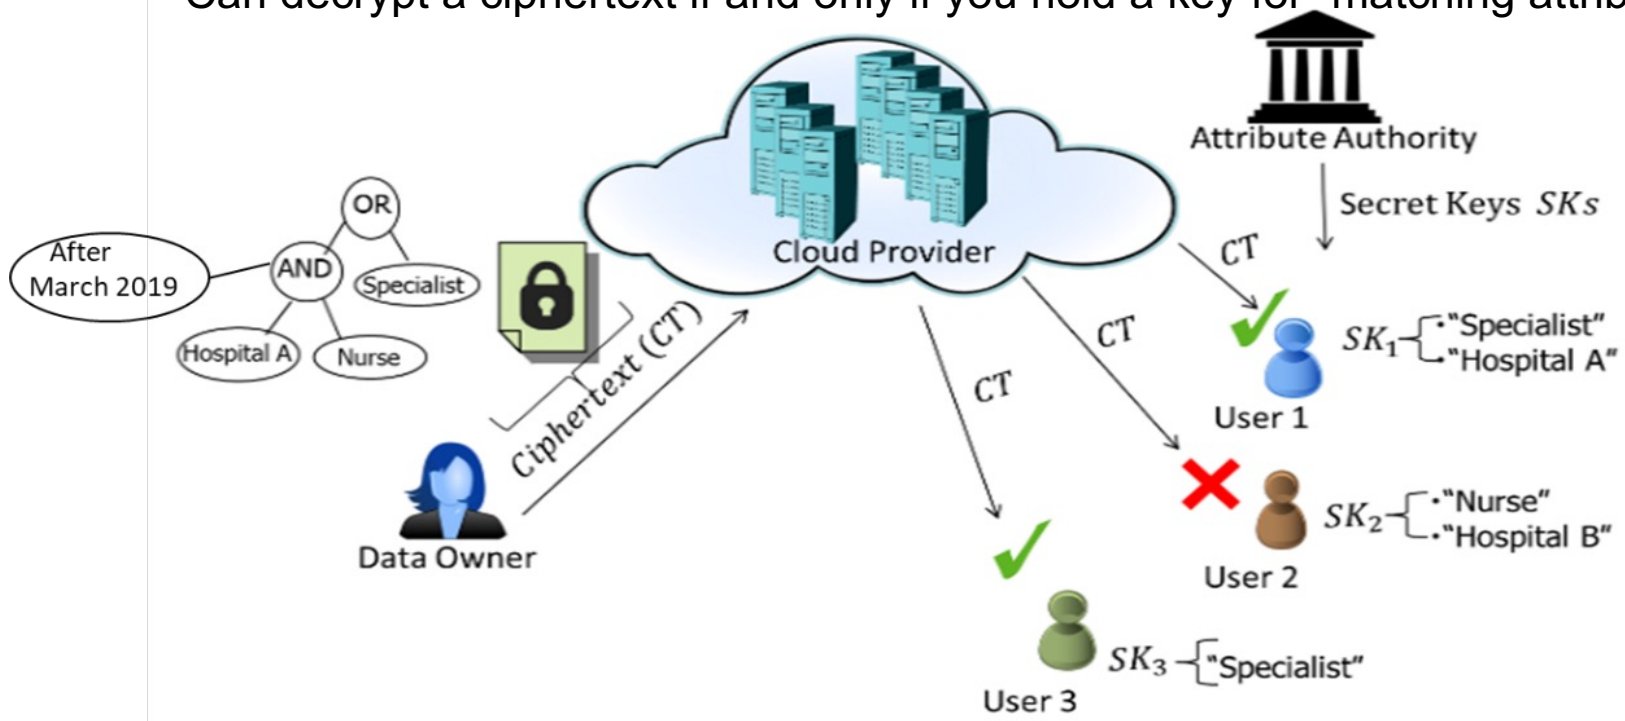 Can decrypt a ciphertext if and only if you hold a key for "matching
Attribute Authority
Secret Keys SKs
OR
After
March 2019
AND
Specialist
Hospital A
Nurse
Cloud Provider
Ciphertext (CT)
Data Owner
CT
CT
CT
SK₁
"Specialist"
"Hospital A"
User 1
SK₂
"Nurse"
"Hospital B"
User 2
SK₃
"Specialist"
User 3